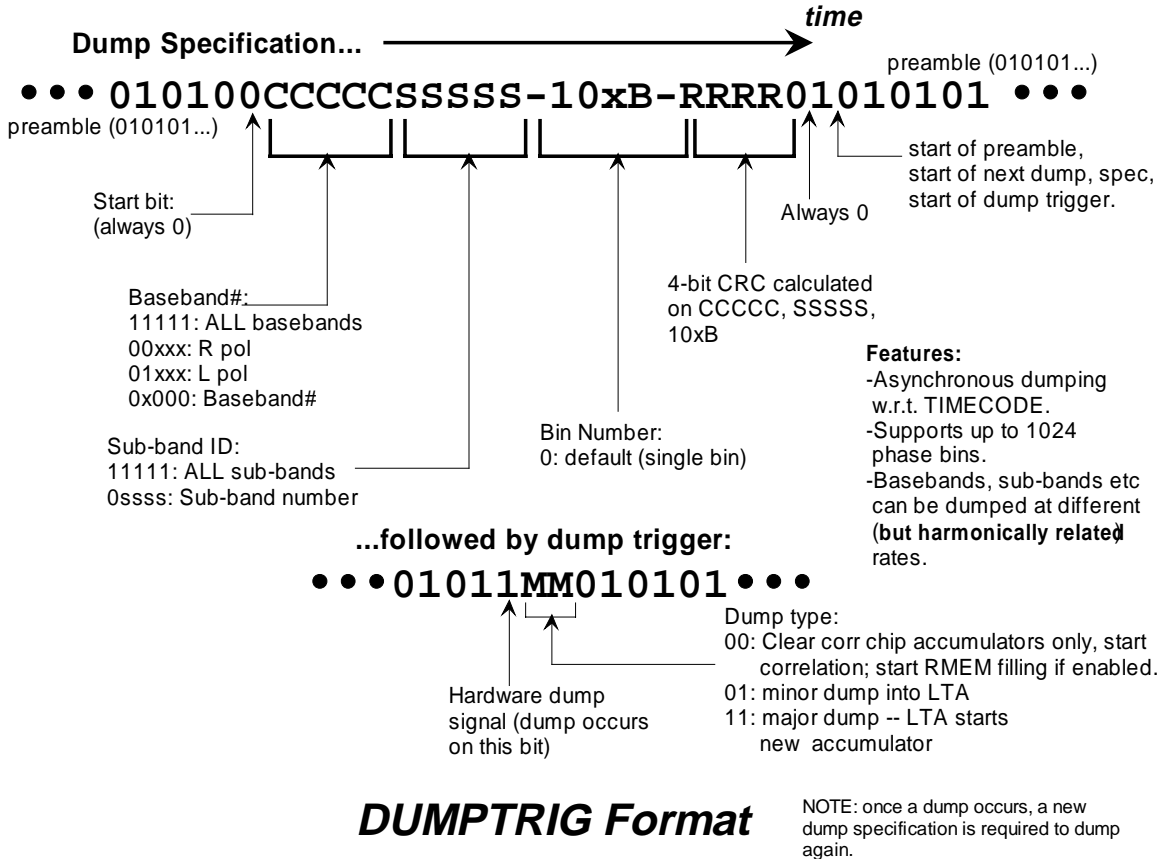 time
Dump Specification...
preamble (010101...)
••• 010100CCCCCSSSSS-10xB-RRRR01010101 •••
preamble (010101...)
start of preamble,
start of next dump, spec,
start of dump trigger.
Start bit:
(always 0)
Always 0
Baseband#:
11111: ALL basebands
00xxx: R pol
01xxx: L pol
0x000: Baseband#
4-bit CRC calculated
on CCCCC, SSSSS,
10xB
Sub-band ID:
11111: ALL sub-bands
0ssss: Sub-band number
Bin Number:
0: default (single bin)
Features:
-Asynchronous dumping
w.r.t. TIMECODE.
-Supports up to 1024
phase bins.
-Basebands, sub-bands etc
can be dumped at different
(but harmonically related)
rates.
...followed by dump trigger:
•••01011MM010101•••
Hardware dump
signal (dump occurs
on this bit)
Dump type:
00: Clear corr chip accumulators only, start
correlation; start RMEM filling if enabled.
01: minor dump into LTA
11: major dump -- LTA starts
new accumulator
DUMPTRIG Format
NOTE: once a dump occurs, a new
dump specification is required to dump
again.